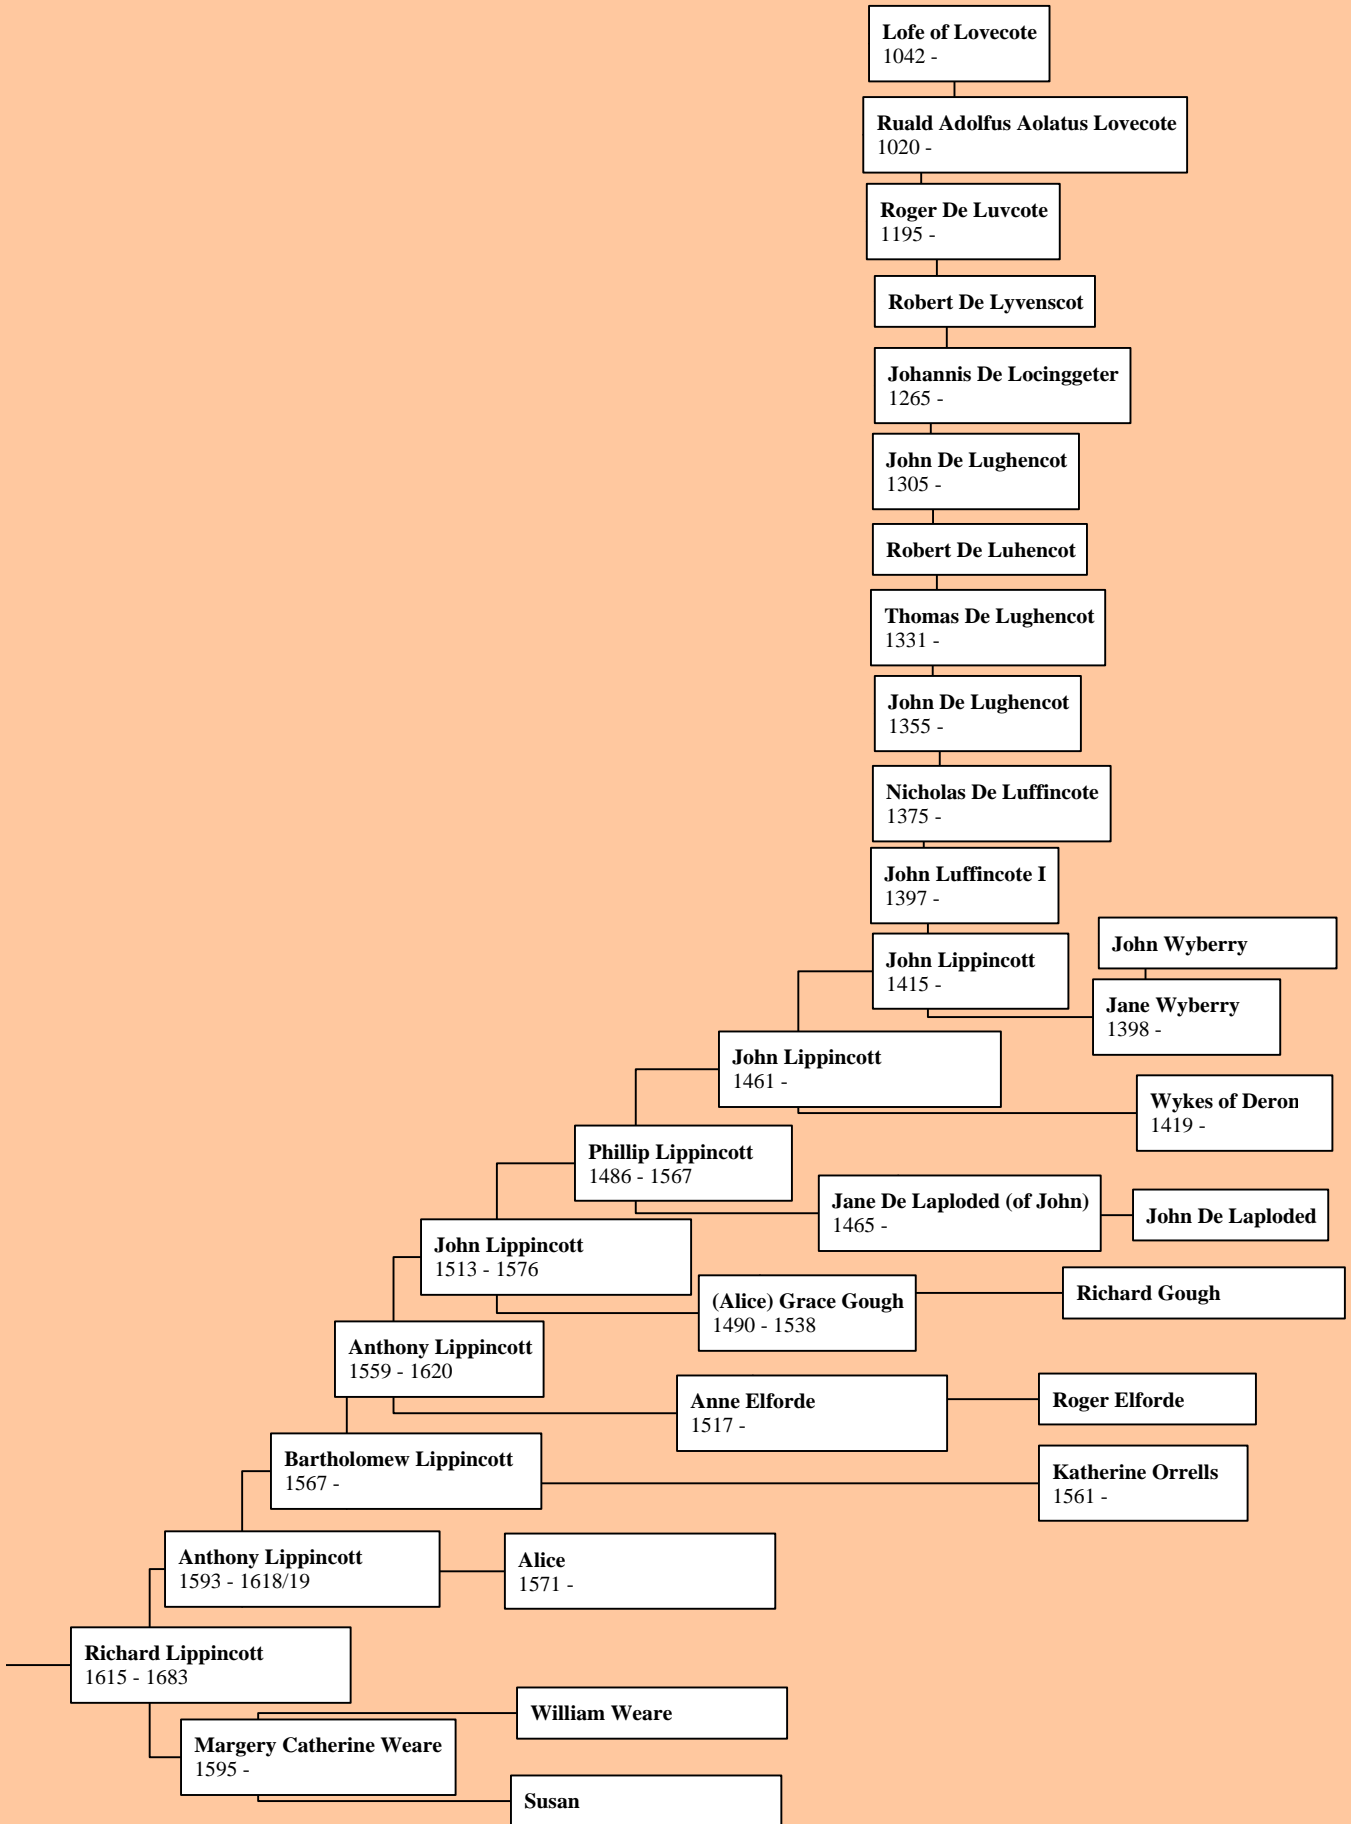 Lofe of Lovecote
1042 -
Ruald Adolfus Aolatus Lovecote
1020 -
Roger De Luvcote
1195 -
Robert De Lyvenscot
Johannis De Locinggeter
1265 -
John De Lughencot
1305 -
Robert De Luhencot
Thomas De Lughencot
1331 -
John De Lughencot
1355 -
Nicholas De Luffincote
1375 -
John Luffincote I
1397 -
John Wyberry
John Lippincott
1415 -
Jane Wyberry
1398 -
John Lippincott
1461 -
Wykes of Deron
1419 -
Phillip Lippincott
1486 - 1567
Jane De Laploded (of John)
1465 -
John De Laploded
John Lippincott
1513 - 1576
(Alice) Grace Gough
1490 - 1538
Richard Gough
Anthony Lippincott
1559 - 1620
Anne Elforde
1517 -
Roger Elforde
Bartholomew Lippincott
1567 -
Katherine Orrells
1561 -
Anthony Lippincott
1593 - 1618/19
Alice
1571 -
Richard Lippincott
1615 - 1683
William Weare
Margery Catherine Weare
1595 -
Susan